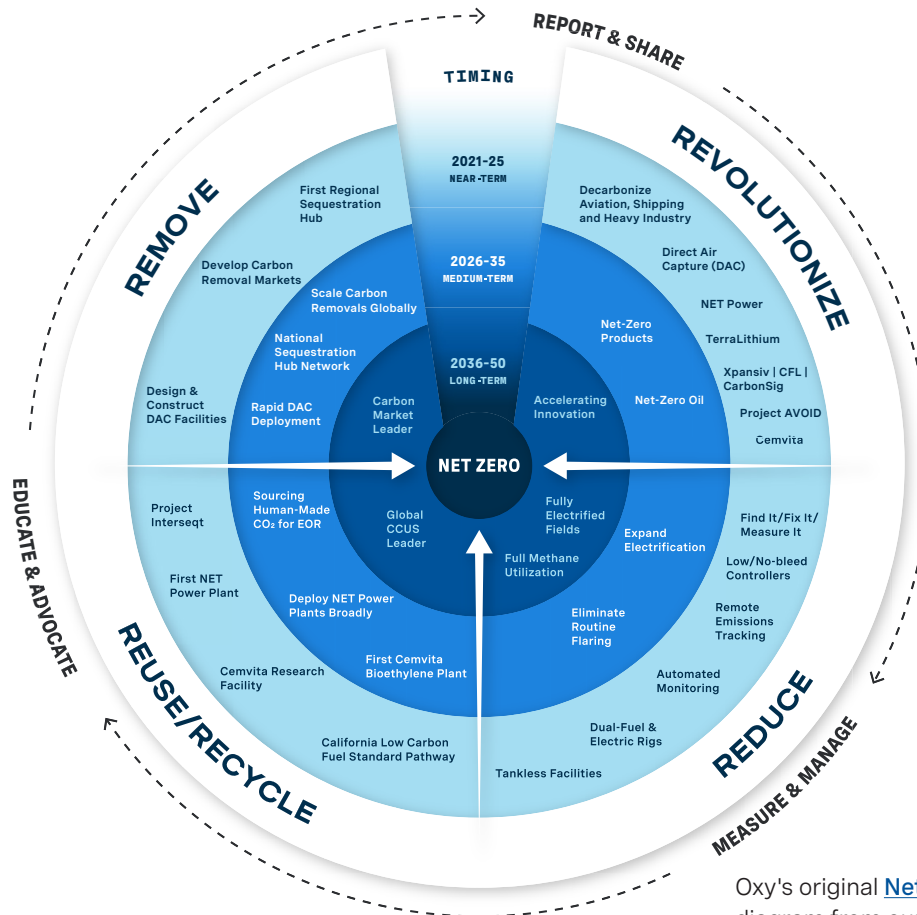 REPORT & SHARE
TIMING
2021-25
NEAR-TERM
2026-35
MEDIUM-TERM
2036-50
LONG-TERM
NET ZERO
REMOVE
First Regional
Sequestration
Hub
Develop Carbon
Removal Markets
Design &
Construct
DAC Facilities
Scale Carbon
Removals Globally
National
Sequestration
Hub Network
Rapid DAC
Deployment
Carbon
Market
Leader
REVOLUTIONIZE
Decarbonize
Aviation, Shipping
and Heavy Industry
Direct Air
Capture (DAC)
NET Power
TerraLithium
Xpansiv | CFL |
CarbonSig
Project AVOID
Cemvita
Net-Zero
Products
Net-Zero Oil
Accelerating
Innovation
EDUCATE & ADVOCATE
REUSE/RECYCLE
Project
Interseqt
First NET
Power Plant
Cemvita Research
Facility
California Low Carbon
Fuel Standard Pathway
Sourcing
Human-Made
CO₂ for EOR
Deploy NET Power
Plants Broadly
First Cemvita
Bioethylene Plant
Global
CCUS
Leader
REDUCE
Find It/Fix It/
Measure It
Low/No-bleed
Controllers
Remote
Emissions
Tracking
Automated
Monitoring
Dual-Fuel &
Electric Rigs
Tankless Facilities
Expand
Electrification
Eliminate
Routine
Flaring
Fully
Electrified
Fields
Full Methane
Utilization
MEASURE & MANAGE
Oxy's original Net